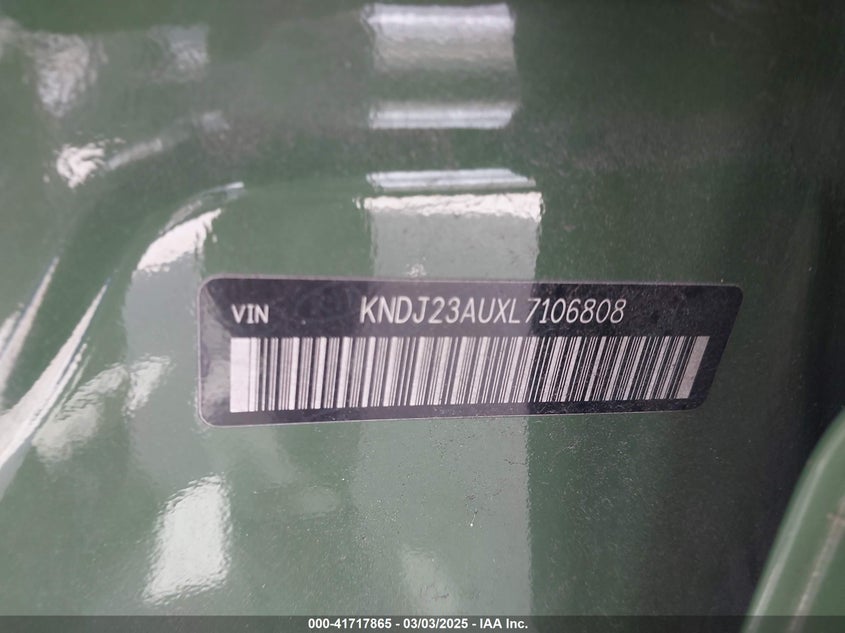 VIN KNDJ23AUXL7106808
000-41717865 - 03/03/2025 - IAA Inc.